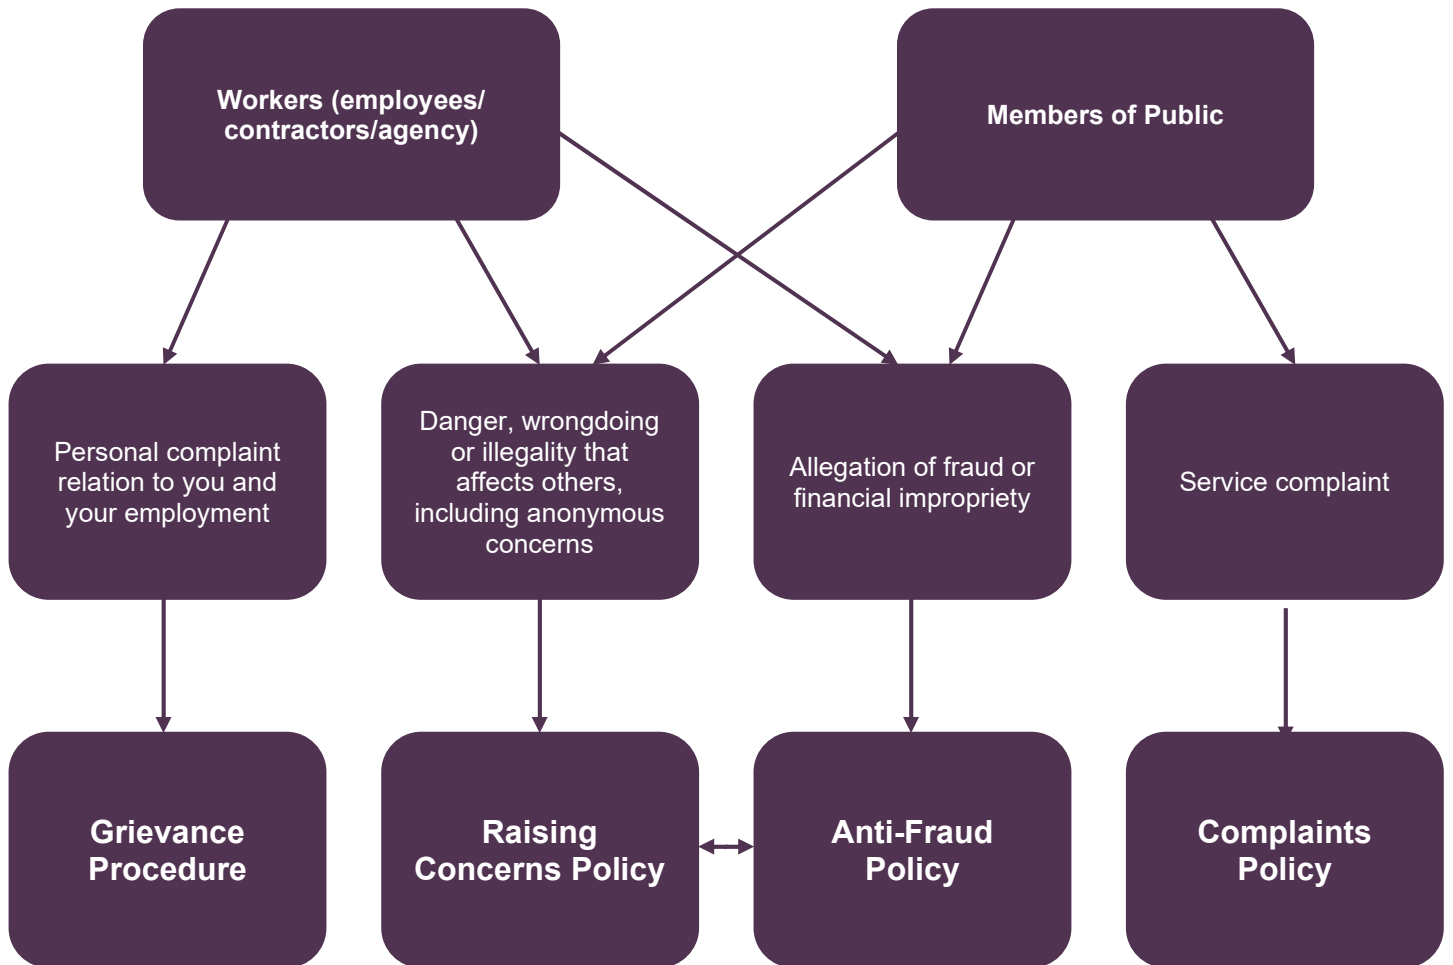 Workers (employees/
contractors/agency)
Members of Public
Personal complaint
relation to you and
your employment
Danger, wrongdoing
or illegality that
affects others,
including anonymous
concerns
Allegation of fraud or
financial impropriety
Service complaint
Grievance
Procedure
Raising
Concerns Policy
Anti-Fraud
Policy
Complaints
Policy